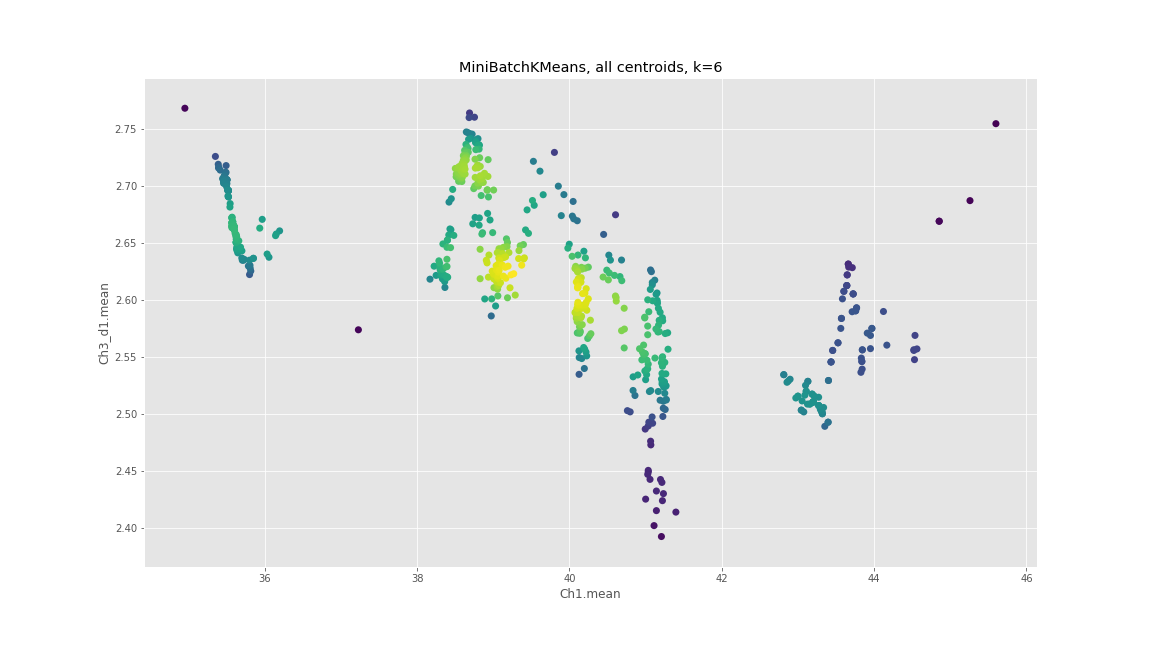 MiniBatchKMeans, all centroids, k=6
Ch3_d1.mean
2.75
2.70
2.65
2.60
2.55
2.50
2.45
2.40
36 38 40 42 44 46
Ch1.mean